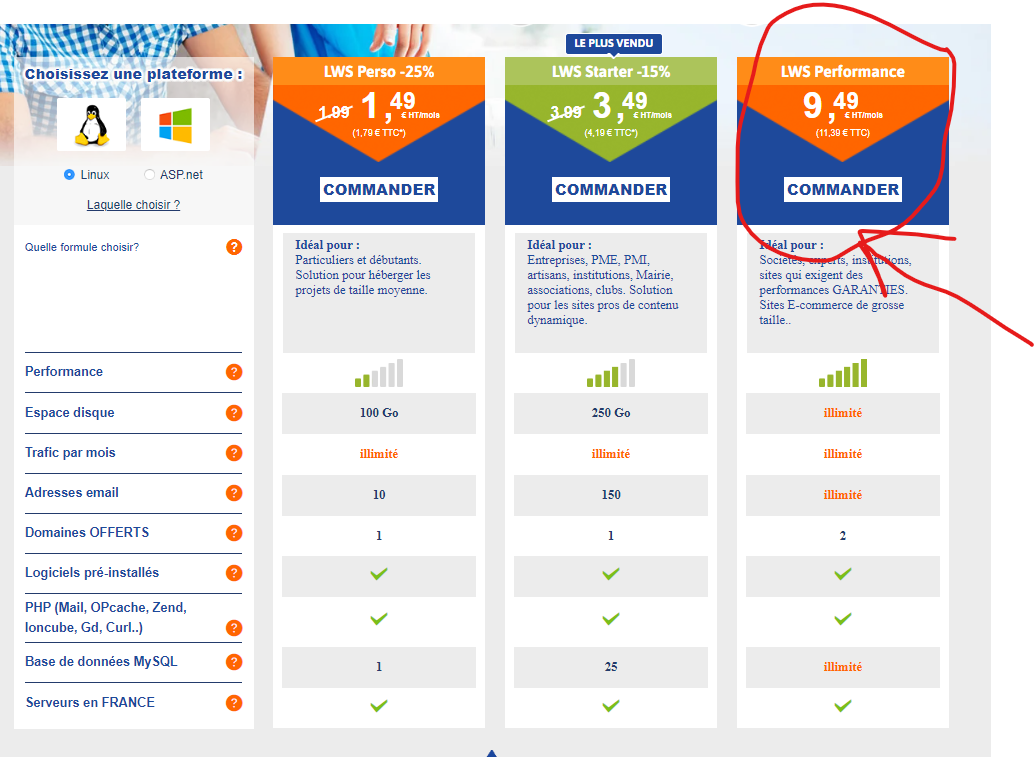 LE PLUS VENDU
Choisissez une plateforme :
Linux
ASP.net
Laquelle choisir ?
LWS Perso -25%
1.99 1,49
€ HT/mois
(1,79 € TTC*)
COMMANDER
LWS Starter -15%
3.99 3,49
€ HT/mois
(4,19 € TTC*)
COMMANDER
LWS Performance
9,49
€ HT/mois
(11,39 € TTC)
COMMANDER
Quelle formule choisir? ?
Idéal pour :
Particuliers et débutants.
Solution pour héberger les
projets de taille moyenne.
Idéal pour :
Entreprises, PME, PMI,
artisans, institutions, Mairie,
associations, clubs. Solution
pour les sites pros de contenu
dynamique.
Idéal pour :
Sociétés, experts, institutions,
sites qui exigent des
performances GARANTIES.
Sites E-commerce de grosse
taille..
Performance ?
Espace disque ? 100 Go 250 Go illimité
Trafic par mois ? illimité illimité illimité
Adresses email ? 10 150 illimité
Domaines OFFERTS ? 1 1 2
Logiciels pré-installés ?
PHP (Mail, OPcache, Zend,
Ioncube, Gd, Curl..) ?
Base de données MySQL ? 1 25 illimité
Serveurs en FRANCE ?